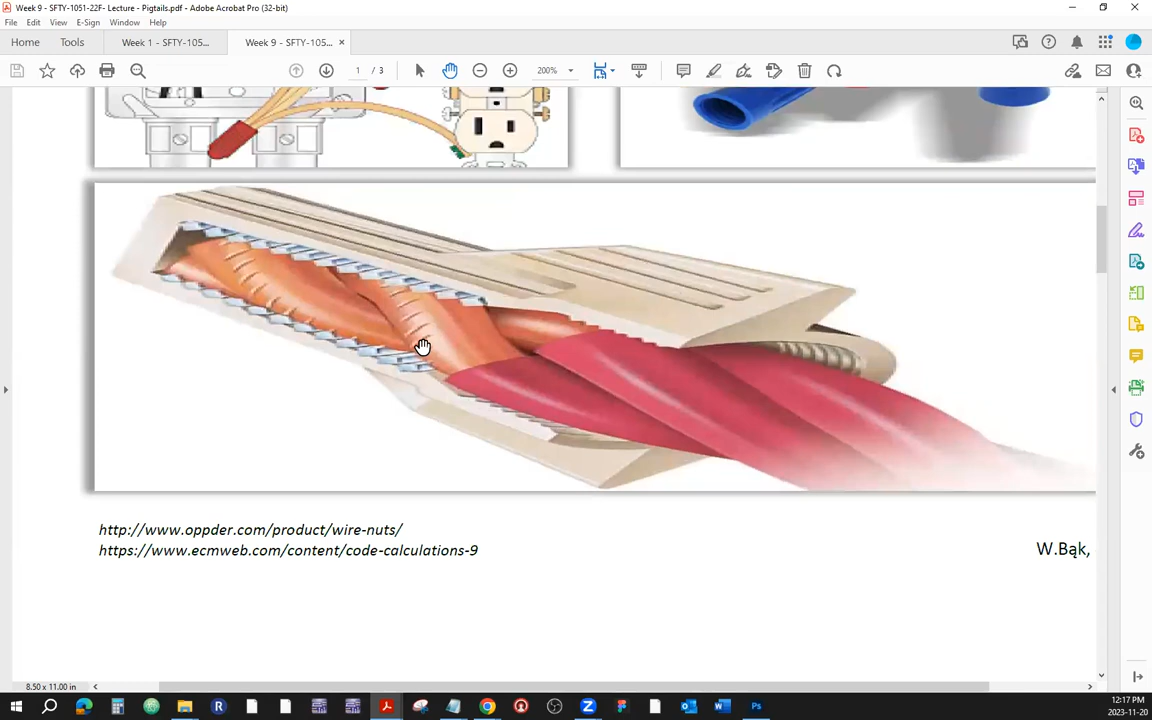 Week 9 - SFTY-1051-22F- Lecture - Pigtails.pdf - Adobe Acrobat Pro (32-bit)
File Edit View E-Sign Window Help
Home Tools Week 1 - SFTY-105... Week 9 - SFTY-105... ×
1 / 3 200%
http://www.oppder.com/product/wire-nuts/
https://www.ecmweb.com/content/code-calculations-9
W.Bąk,
8.50 x 11.00 in
12:17 PM
2023-11-20